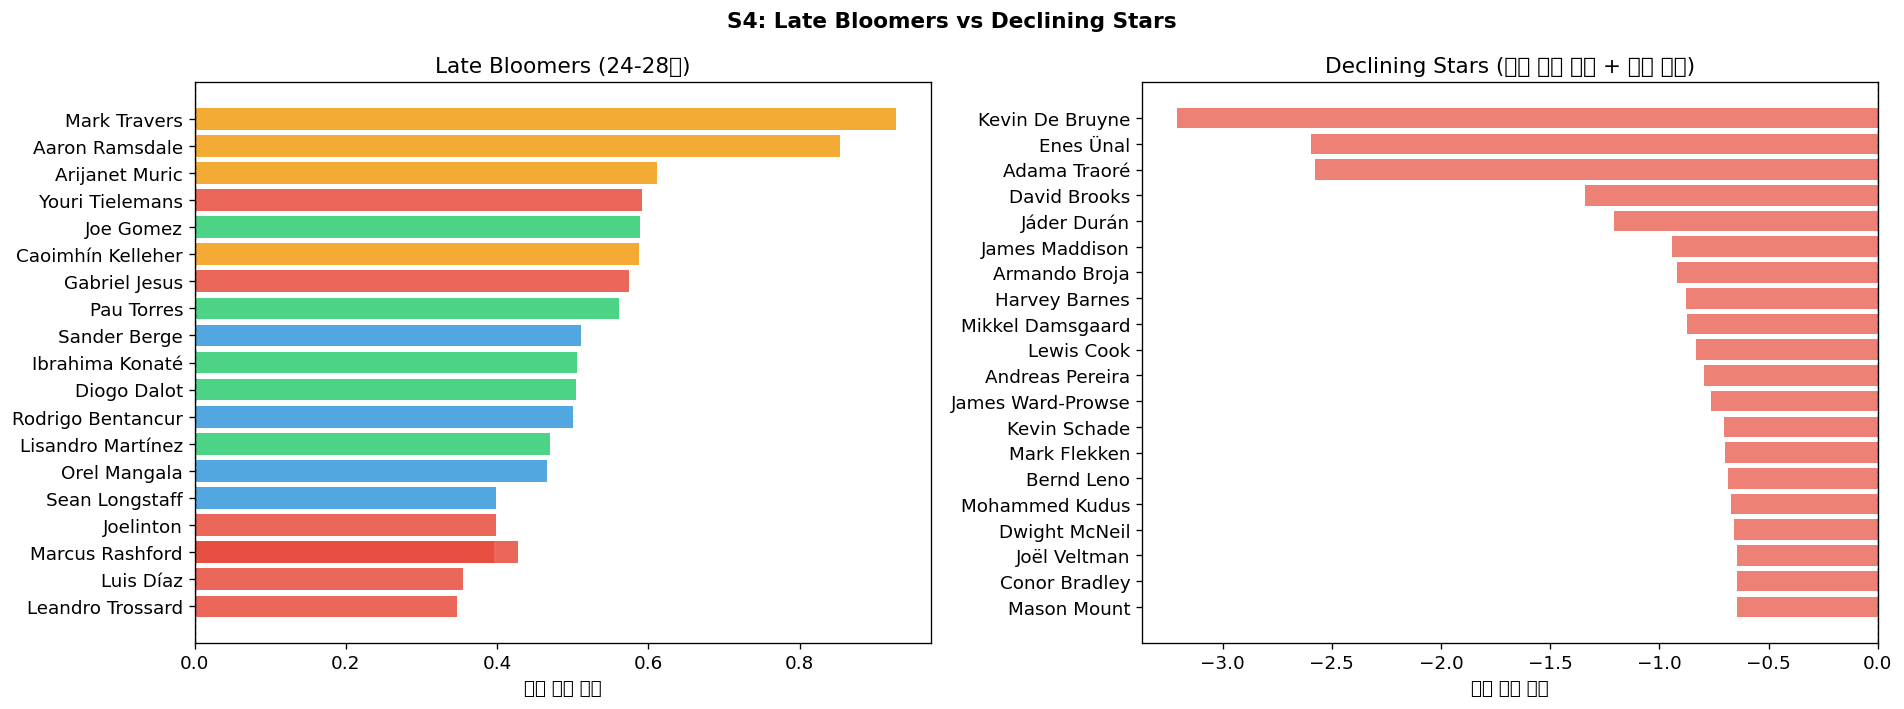 S4: Late Bloomers vs Declining Stars
Late Bloomers (24-28)
Mark Travers
Aaron Ramsdale
Arijanet Muric
Youri Tielemans
Joe Gomez
Caoimhín Kelleher
Gabriel Jesus
Pau Torres
Sander Berge
Ibrahima Konaté
Diogo Dalot
Rodrigo Bentancur
Lisandro Martínez
Orel Mangala
Sean Longstaff
Joelinton
Marcus Rashford
Luis Díaz
Leandro Trossard
0.0 0.2 0.4 0.6 0.8
Declining Stars ( + )
Kevin De Bruyne
Enes Ünal
Adama Traoré
David Brooks
Jáder Durán
James Maddison
Armando Broja
Harvey Barnes
Mikkel Damsgaard
Lewis Cook
Andreas Pereira
James Ward-Prowse
Kevin Schade
Mark Flekken
Bernd Leno
Mohammed Kudus
Dwight McNeil
Joël Veltman
Conor Bradley
Mason Mount
−3.0 −2.5 −2.0 −1.5 −1.0 −0.5 0.0